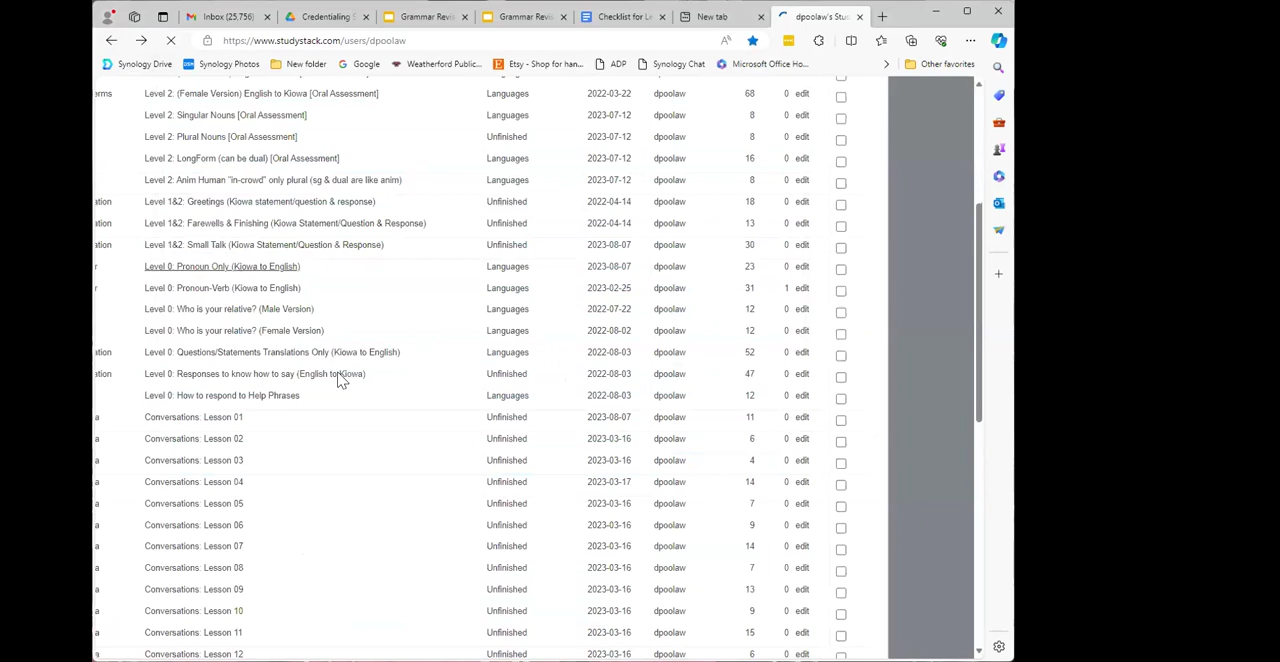 Inbox (25,756)
Credentialing S
Grammar Revis
Grammar Revis
Checklist for Lin
New tab
dpoolaw's Stud
https://www.studystack.com/users/dpoolaw
Synology Drive
Synology Photos
New folder
Google
Weatherford Public...
Etsy - Shop for han...
ADP
Synology Chat
Microsoft Office Ho...
Other favorites
erms Level 2: (Female Version) English to Kiowa [Oral Assessment] Languages 2022-03-22 dpoolaw 68 0 edit
Level 2: Singular Nouns [Oral Assessment] Languages 2023-07-12 dpoolaw 8 0 edit
Level 2: Plural Nouns [Oral Assessment] Unfinished 2023-07-12 dpoolaw 8 0 edit
Level 2: LongForm (can be dual) [Oral Assessment] Languages 2023-07-12 dpoolaw 16 0 edit
Level 2: Anim Human "in-crowd" only plural (sg & dual are like anim) Languages 2023-07-12 dpoolaw 8 0 edit
ation Level 1&2: Greetings (Kiowa statement/question & response) Unfinished 2022-04-14 dpoolaw 18 0 edit
ation Level 1&2: Farewells & Finishing (Kiowa Statement/Question & Response) Unfinished 2022-04-14 dpoolaw 13 0 edit
ation Level 1&2: Small Talk (Kiowa Statement/Question & Response) Unfinished 2023-08-07 dpoolaw 30 0 edit
r Level 0: Pronoun Only (Kiowa to English) Languages 2023-08-07 dpoolaw 23 0 edit
r Level 0: Pronoun-Verb (Kiowa to English) Languages 2023-02-25 dpoolaw 31 1 edit
Level 0: Who is your relative? (Male Version) Languages 2022-07-22 dpoolaw 12 0 edit
Level 0: Who is your relative? (Female Version) Languages 2022-08-02 dpoolaw 12 0 edit
ation Level 0: Questions/Statements Translations Only (Kiowa to English) Languages 2022-08-03 dpoolaw 52 0 edit
ation Level 0: Responses to know how to say (English to Kiowa) Unfinished 2022-08-03 dpoolaw 47 0 edit
Level 0: How to respond to Help Phrases Languages 2022-08-03 dpoolaw 12 0 edit
a Conversations: Lesson 01 Unfinished 2023-08-07 dpoolaw 11 0 edit
a Conversations: Lesson 02 Unfinished 2023-03-16 dpoolaw 6 0 edit
a Conversations: Lesson 03 Unfinished 2023-03-16 dpoolaw 4 0 edit
a Conversations: Lesson 04 Unfinished 2023-03-17 dpoolaw 14 0 edit
a Conversations: Lesson 05 Unfinished 2023-03-16 dpoolaw 7 0 edit
a Conversations: Lesson 06 Unfinished 2023-03-16 dpoolaw 9 0 edit
a Conversations: Lesson 07 Unfinished 2023-03-16 dpoolaw 14 0 edit
a Conversations: Lesson 08 Unfinished 2023-03-16 dpoolaw 7 0 edit
a Conversations: Lesson 09 Unfinished 2023-03-16 dpoolaw 13 0 edit
a Conversations: Lesson 10 Unfinished 2023-03-16 dpoolaw 9 0 edit
a Conversations: Lesson 11 Unfinished 2023-03-16 dpoolaw 15 0 edit
a Conversations: Lesson 12 Unfinished 2023-03-16 dpoolaw 6 0 edit